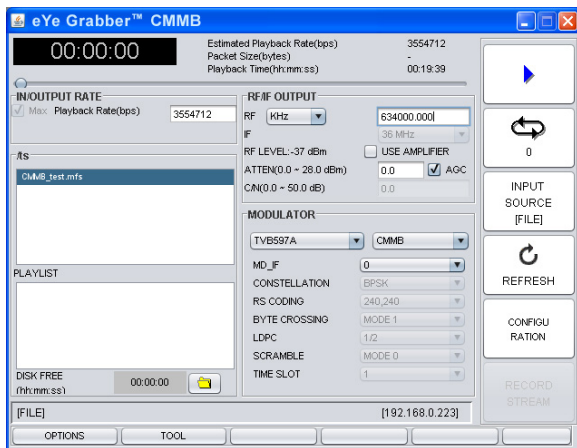 eYe Grabber™ CMMB
00:00:00
Estimated Playback Rate(bps) 3554712
Packet Size(bytes) -
Playback Time(hh:mm:ss) 00:19:39
IN/OUTPUT RATE
Max Playback Rate(bps) 3554712
/ts
CMMB_test.mfs
PLAYLIST
DISK FREE
(hh:mm:ss)
00:00:00
RF/IF OUTPUT
RF KHz 634000.000
IF 36 MHz
RF LEVEL:-37 dBm USE AMPLIFIER
ATTEN(0.0 ~ 28.0 dBm) 0.0 AGC
C/N(0.0 ~ 50.0 dB) 0.0
MODULATOR
TVB597A CMMB
MD_IF 0
CONSTELLATION BPSK
RS CODING 240,240
BYTE CROSSING MODE 1
LDPC 1/2
SCRAMBLE MODE 0
TIME SLOT 1
0
INPUT
SOURCE
[FILE]
REFRESH
CONFIGU
RATION
RECORD
STREAM
[FILE] [192.168.0.223]
OPTIONS TOOL